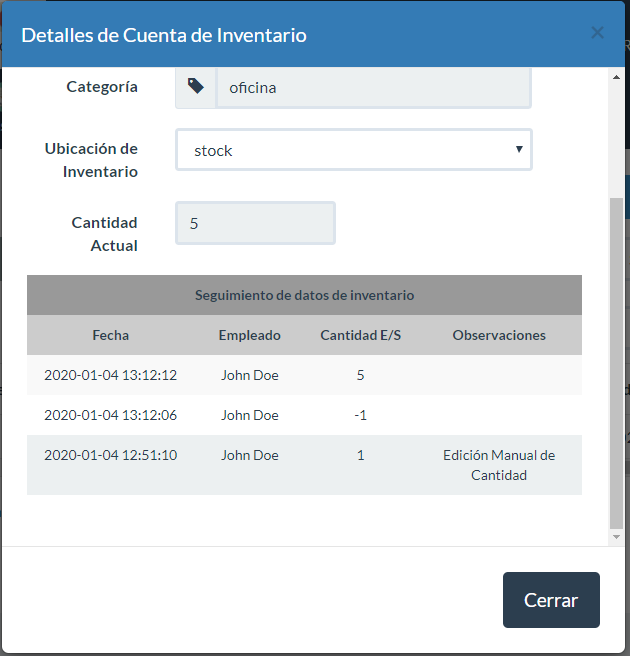 Detalles de Cuenta de Inventario
×
Categoría
oficina
Ubicación de
Inventario
stock
Cantidad
Actual
5
Seguimiento de datos de inventario
Fecha Empleado Cantidad E/S Observaciones
2020-01-04 13:12:12 John Doe 5
2020-01-04 13:12:06 John Doe -1
2020-01-04 12:51:10 John Doe 1 Edición Manual de
Cantidad
Cerrar